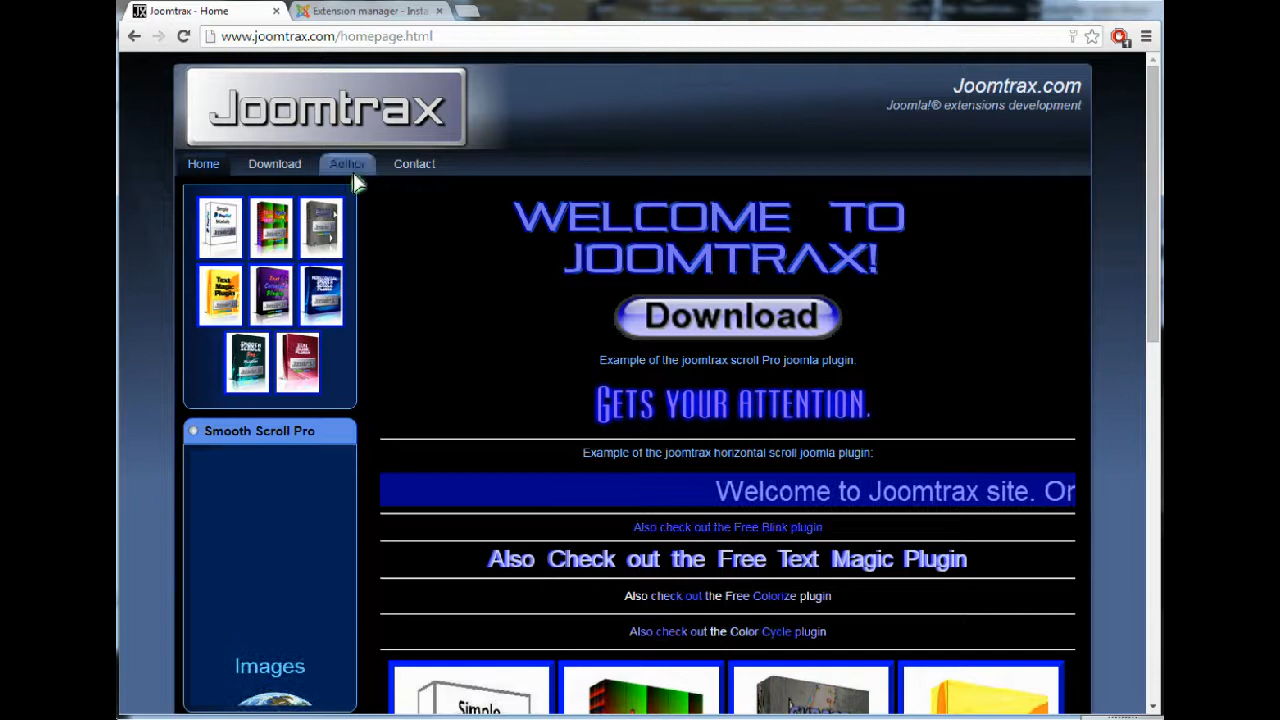 Joomtrax - Home
Extension manager - Insta
www.joomtrax.com/homepage.html
Joomtrax
Joomtrax.com
Joomla!® extensions development
Home Download Author Contact
Text Magic Plugin
WELCOME TO
JOOMTRAX!
Download
Example of the joomtrax scroll Pro joomla plugin.
GETS YOUR ATTENTION.
Smooth Scroll Pro
Example of the joomtrax horizontal scroll joomla plugin:
Welcome to Joomtrax site. Or
Also check out the Free Blink plugin
Also Check out the Free Text Magic Plugin
Also check out the Free Colorize plugin
Also check out the Color Cycle plugin
Images
Simple